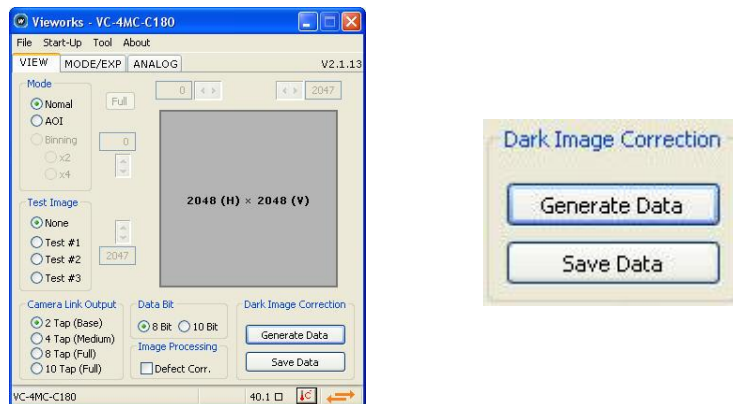 Vieworks - VC-4MC-C180
File Start-Up Tool About
VIEW MODE/EXP ANALOG V2.1.13
Mode
Nomal
AOI
Binning
x2
x4
Full
0
0 < >
< > 2047
2048 (H) × 2048 (V)
Test Image
None
Test #1
Test #2
Test #3
2047
Camera Link Output
2 Tap (Base)
4 Tap (Medium)
8 Tap (Full)
10 Tap (Full)
Data Bit
8 Bit 10 Bit
Image Processing
Defect Corr.
Dark Image Correction
Generate Data
Save Data
VC-4MC-C180 40.1 □ °C
Dark Image Correction
Generate Data
Save Data